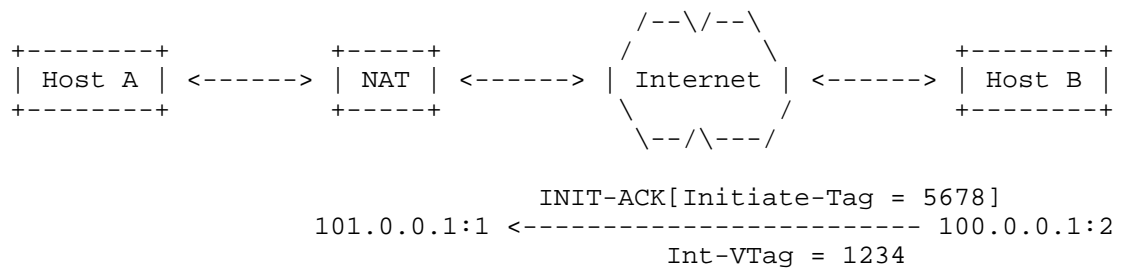 /--\/--\
+--------+ +-----+ / \ +--------+
| Host A | <------> | NAT | <------> | Internet | <------> | Host B |
+--------+ +-----+ \ / +--------+
\--/\---/
INIT-ACK[Initiate-Tag = 5678]
101.0.0.1:1 <------------------------- 100.0.0.1:2
Int-VTag = 1234